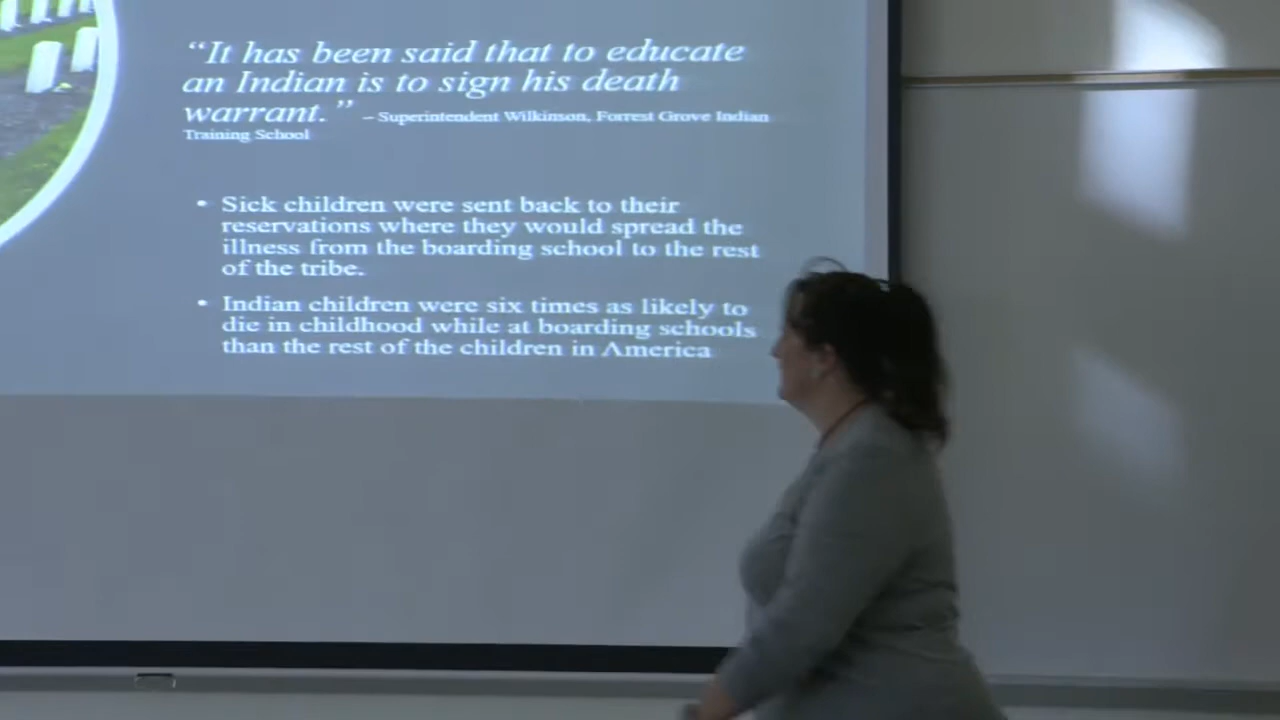 “It has been said that to educate
an Indian is to sign his death
warrant.” – Superintendent Wilkinson, Forrest Grove Indian
Training School
• Sick children were sent back to their
reservations where they would spread the
illness from the boarding school to the rest
of the tribe.
• Indian children were six times as likely to
die in childhood while at boarding schools
than the rest of the children in America